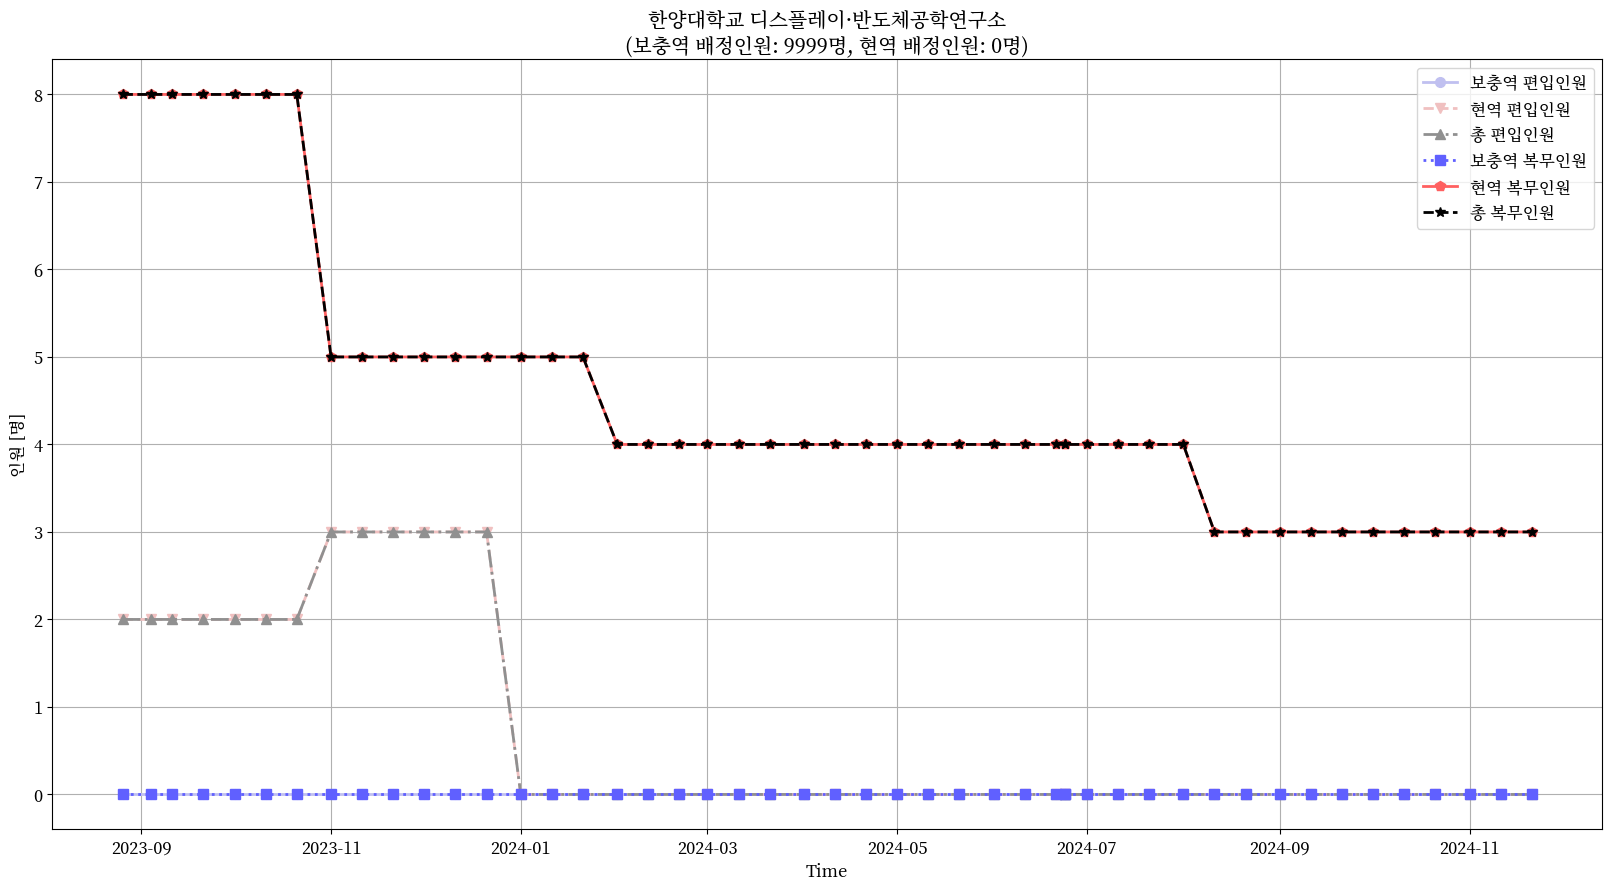 한양대학교 디스플레이·반도체공학연구소
(보충역 배정인원: 9999명, 현역 배정인원: 0명)
보충역 편입인원
현역 편입인원
총 편입인원
보충역 복무인원
현역 복무인원
총 복무인원
인원 [명]
8
7
6
5
4
3
2
1
0
2023-09
2023-11
2024-01
2024-03
2024-05
2024-07
2024-09
2024-11
Time